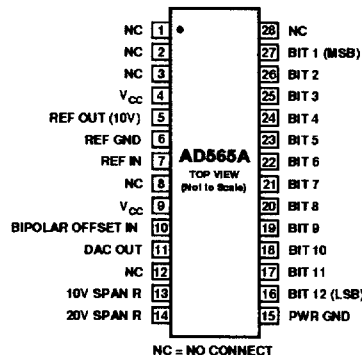 NC 1
NC 2
NC 3
VCC 4
REF OUT (10V) 5
REF GND 6
REF IN 7
NC 8
VCC 9
BIPOLAR OFFSET IN 10
DAC OUT 11
NC 12
10V SPAN R 13
20V SPAN R 14
AD565A
TOP VIEW
(Not to Scale)
28 NC
27 BIT 1 (MSB)
26 BIT 2
25 BIT 3
24 BIT 4
23 BIT 5
22 BIT 6
21 BIT 7
20 BIT 8
19 BIT 9
18 BIT 10
17 BIT 11
16 BIT 12 (LSB)
15 PWR GND
NC = NO CONNECT